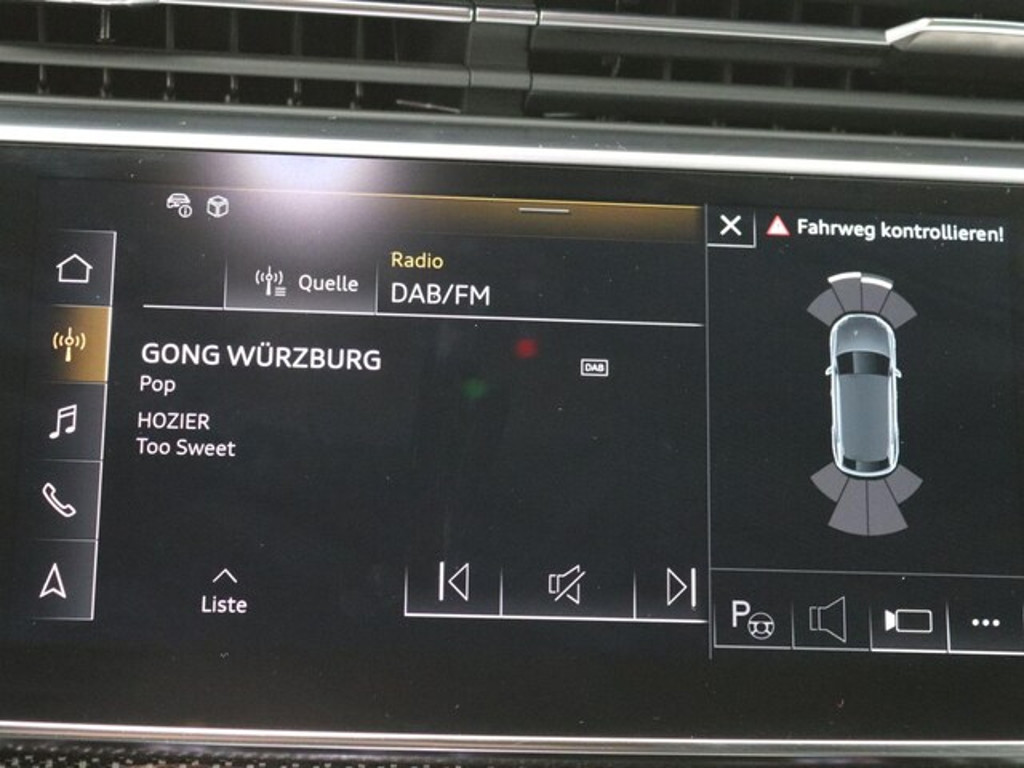 Fahrweg kontrollieren!
Radio
Quelle
DAB/FM
GONG WÜRZBURG
DAB
Pop
HOZIER
Too Sweet
Liste
P